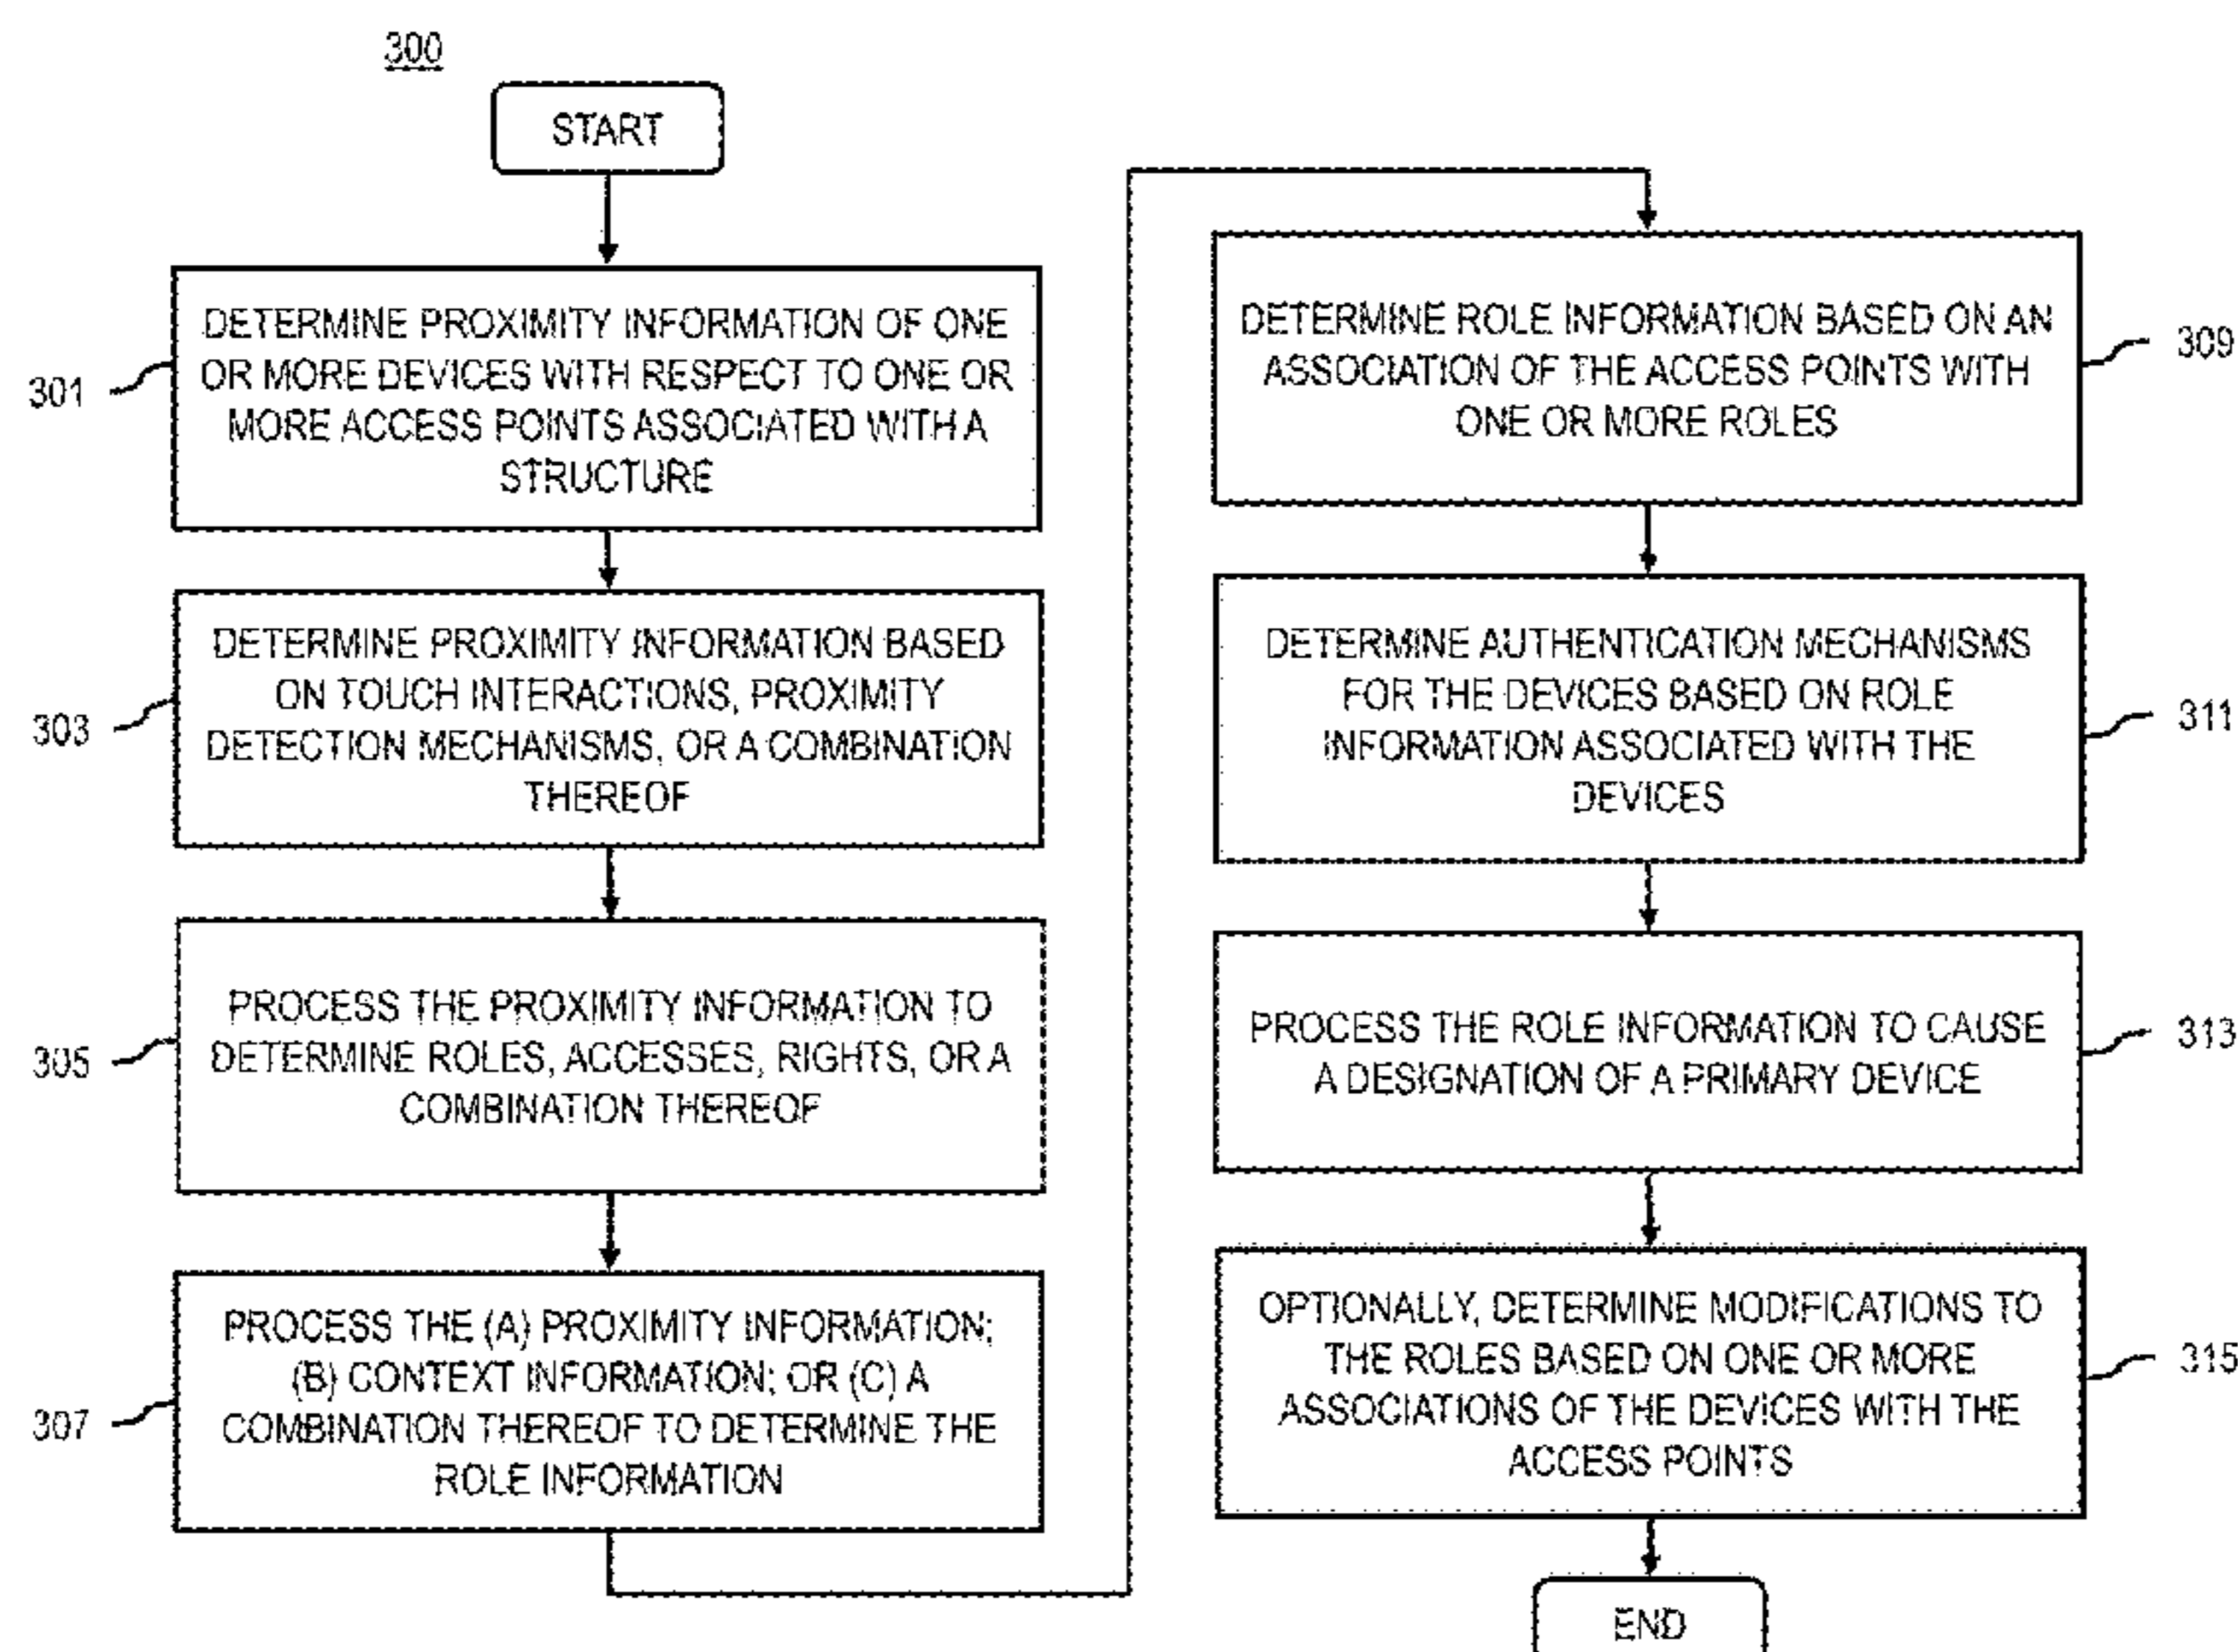 300
START
301
DETERMINE PROXIMITY INFORMATION OF ONE
OR MORE DEVICES WITH RESPECT TO ONE OR
MORE ACCESS POINTS ASSOCIATED WITH A
STRUCTURE
303
DETERMINE PROXIMITY INFORMATION BASED
ON TOUCH INTERACTIONS, PROXIMITY
DETECTION MECHANISMS, OR A COMBINATION
THEREOF
305
PROCESS THE PROXIMITY INFORMATION TO
DETERMINE ROLES, ACCESSES, RIGHTS, OR A
COMBINATION THEREOF
307
PROCESS THE (A) PROXIMITY INFORMATION;
(B) CONTEXT INFORMATION; OR (C) A
COMBINATION THEREOF TO DETERMINE THE
ROLE INFORMATION
DETERMINE ROLE INFORMATION BASED ON AN
ASSOCIATION OF THE ACCESS POINTS WITH
ONE OR MORE ROLES
309
DETERMINE AUTHENTICATION MECHANISMS
FOR THE DEVICES BASED ON ROLE
INFORMATION ASSOCIATED WITH THE
DEVICES
311
PROCESS THE ROLE INFORMATION TO CAUSE
A DESIGNATION OF A PRIMARY DEVICE
313
OPTIONALLY, DETERMINE MODIFICATIONS TO
THE ROLES BASED ON ONE OR MORE
ASSOCIATIONS OF THE DEVICES WITH THE
ACCESS POINTS
315
END